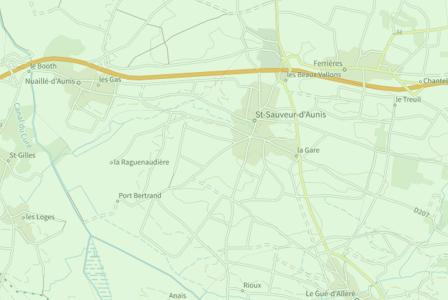 le Booth
Ferrières
Nuaillé-d'Aunis
les Gas
les Beaux Vallons
Chantel
le Treuil
St-Sauveur-d'Aunis
Canal du Curé
la Gare
St-Gilles
la Raguenaudière
Port Bertrand
D207
les Loges
Rioux
Anais
Le Gué-d'Alleré